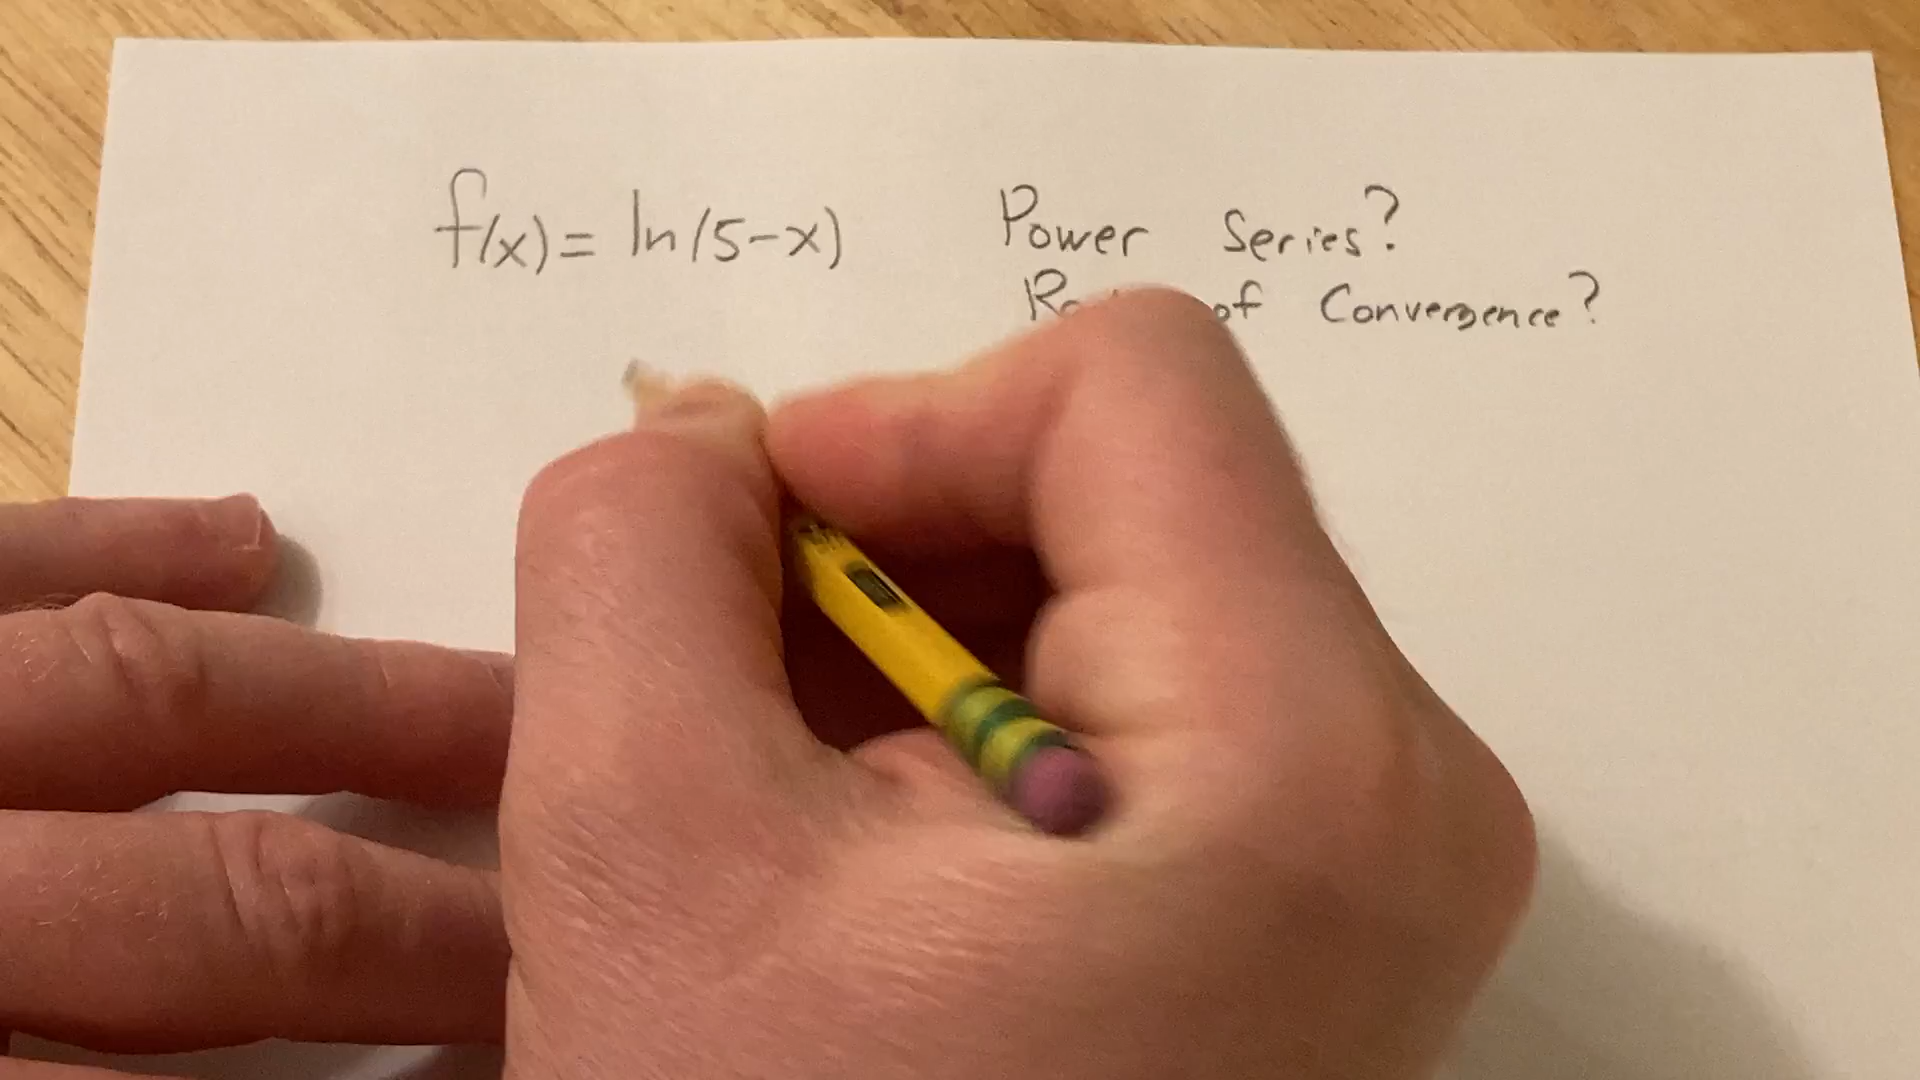 f(x) = ln(5-x) Power Series?
of Convergence?